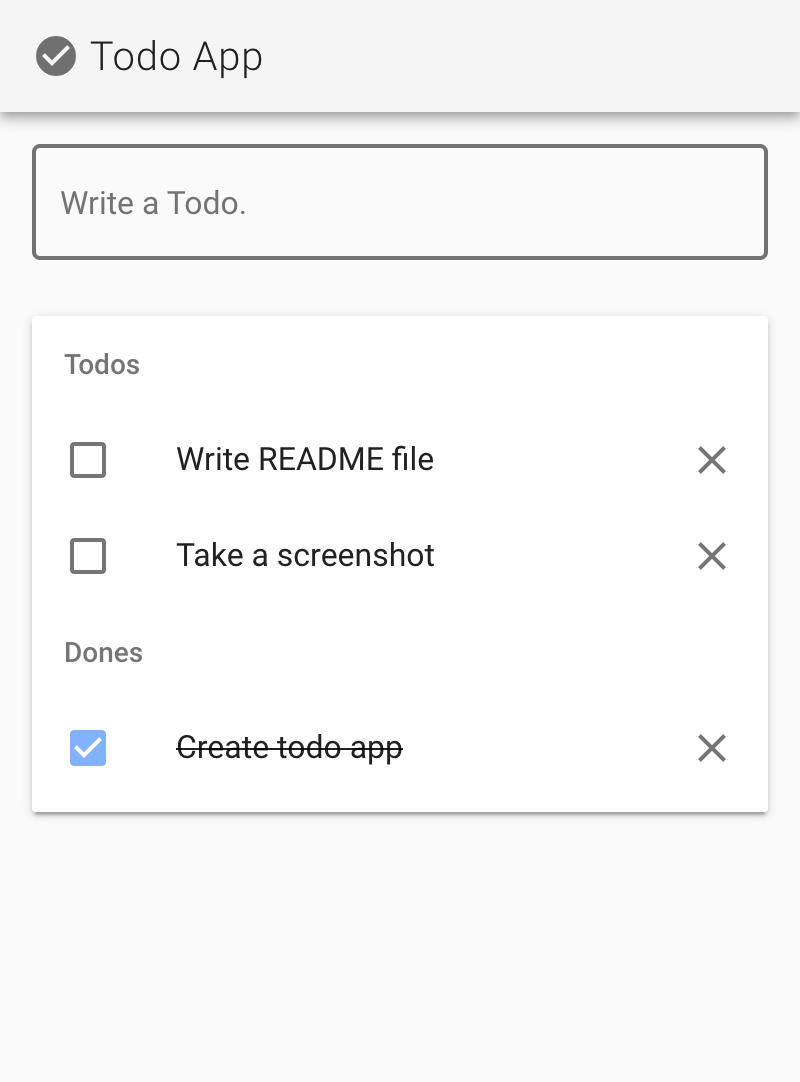 Todo App
Write a Todo.
Todos
Write README file
Take a screenshot
Dones
Create todo app